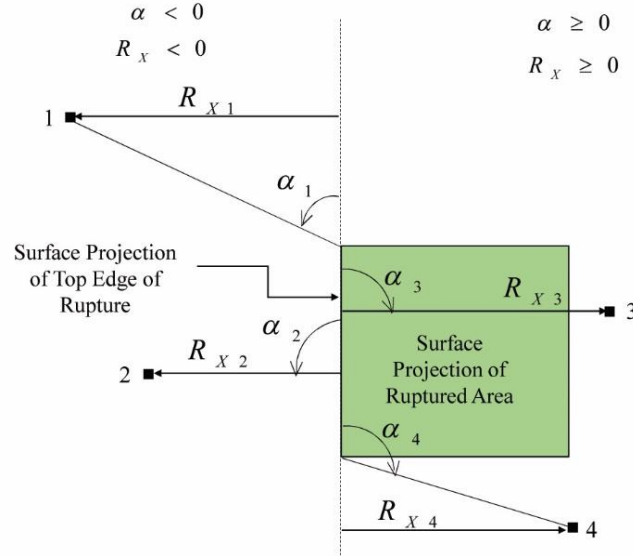 α < 0
R X < 0
α ≥ 0
R X ≥ 0
R X 1
1
α 1
Surface Projection
of Top Edge of
Rupture
α 3
R X 3
3
α 2
R X 2
2
Surface
Projection of
Ruptured Area
α 4
R X 4
4